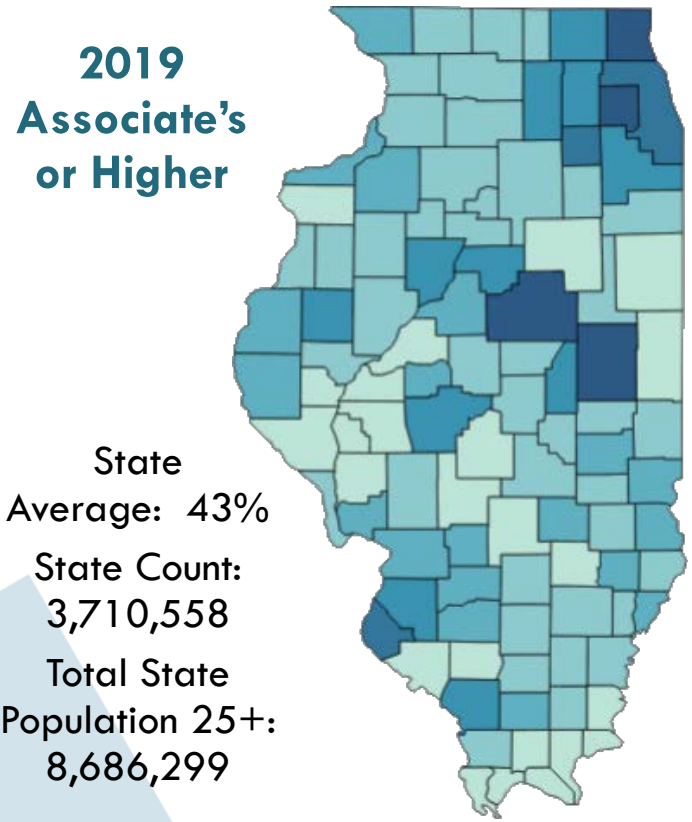 2019
Associate’s
or Higher
State
Average: 43%
State Count:
3,710,558
Total State
Population 25+:
8,686,299